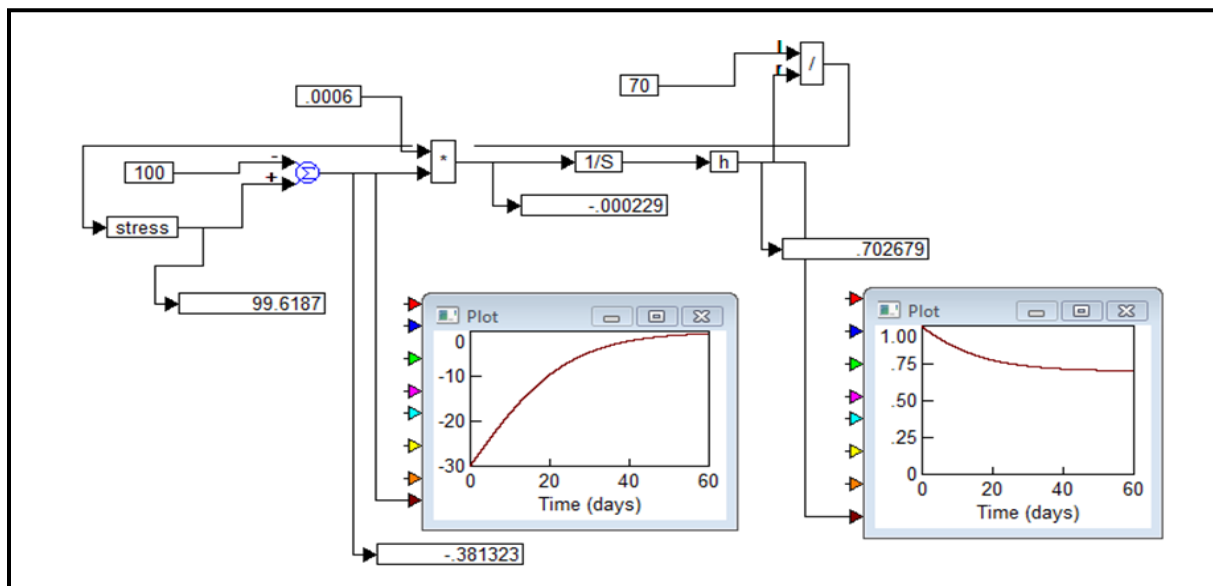 l
r
/
70
.0006
*
100
-
+
Σ
1/S
h
-.000229
stress
.702679
99.6187
Plot
0
-10
-20
-30
0
20
40
60
Time (days)
Plot
1.00
.75
.50
.25
0
0
20
40
60
Time (days)
-.381323